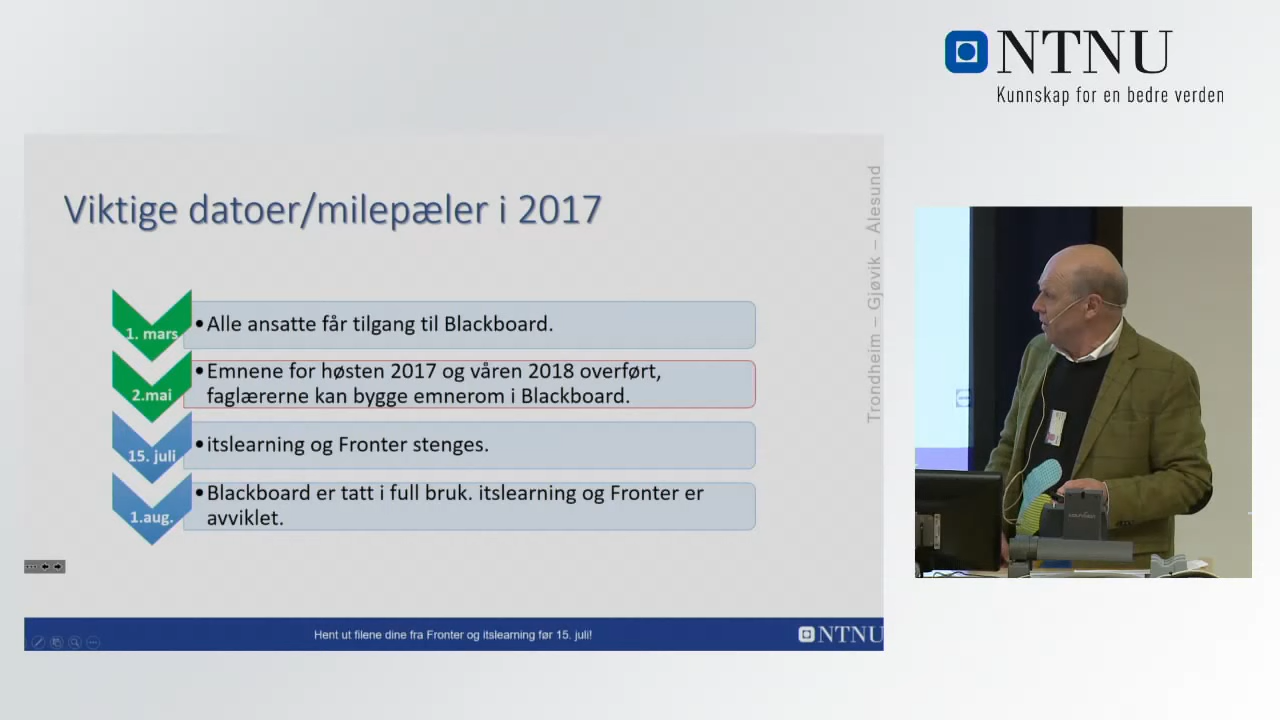 NTNU
Kunnskap for en bedre verden
Viktige datoer/milepæler i 2017
Trondheim – Gjøvik – Ålesund
1. mars
• Alle ansatte får tilgang til Blackboard.
2.mai
• Emnene for høsten 2017 og våren 2018 overført,
faglærerne kan bygge emnerom i Blackboard.
15. juli
• itslearning og Fronter stenges.
1.aug.
• Blackboard er tatt i full bruk. itslearning og Fronter er
avviklet.
Hent ut filene dine fra Fronter og itslearning før 15. juli!
NTNU